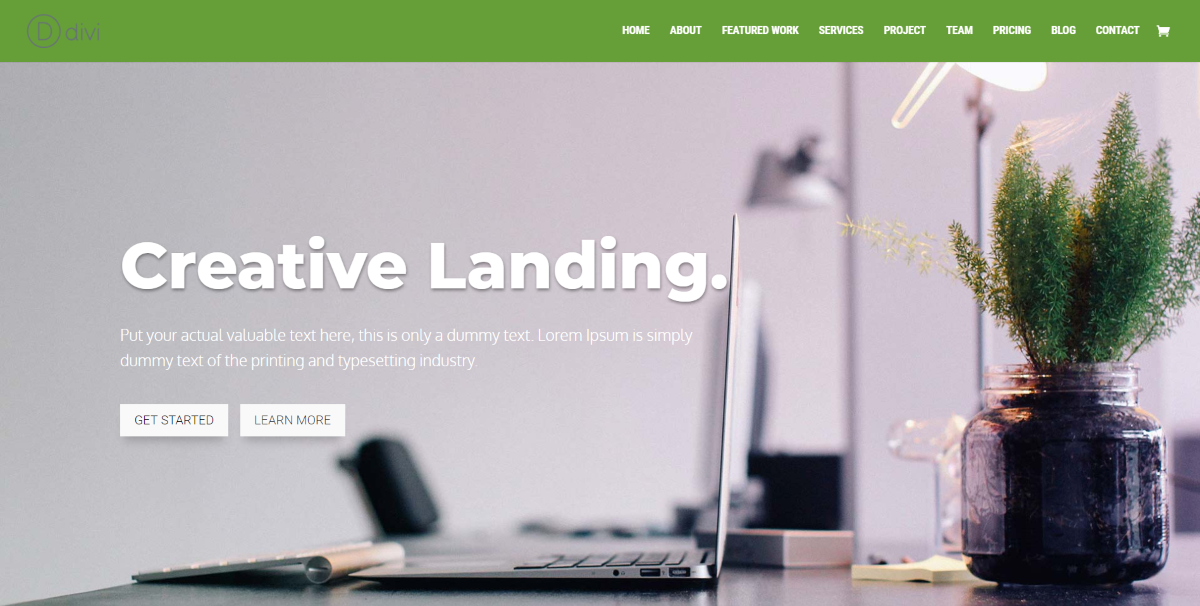 D divi
HOME ABOUT FEATURED WORK SERVICES PROJECT TEAM PRICING BLOG CONTACT
Creative Landing.
Put your actual valuable text here, this is only a dummy text. Lorem Ipsum is simply
dummy text of the printing and typesetting industry.
GET STARTED LEARN MORE